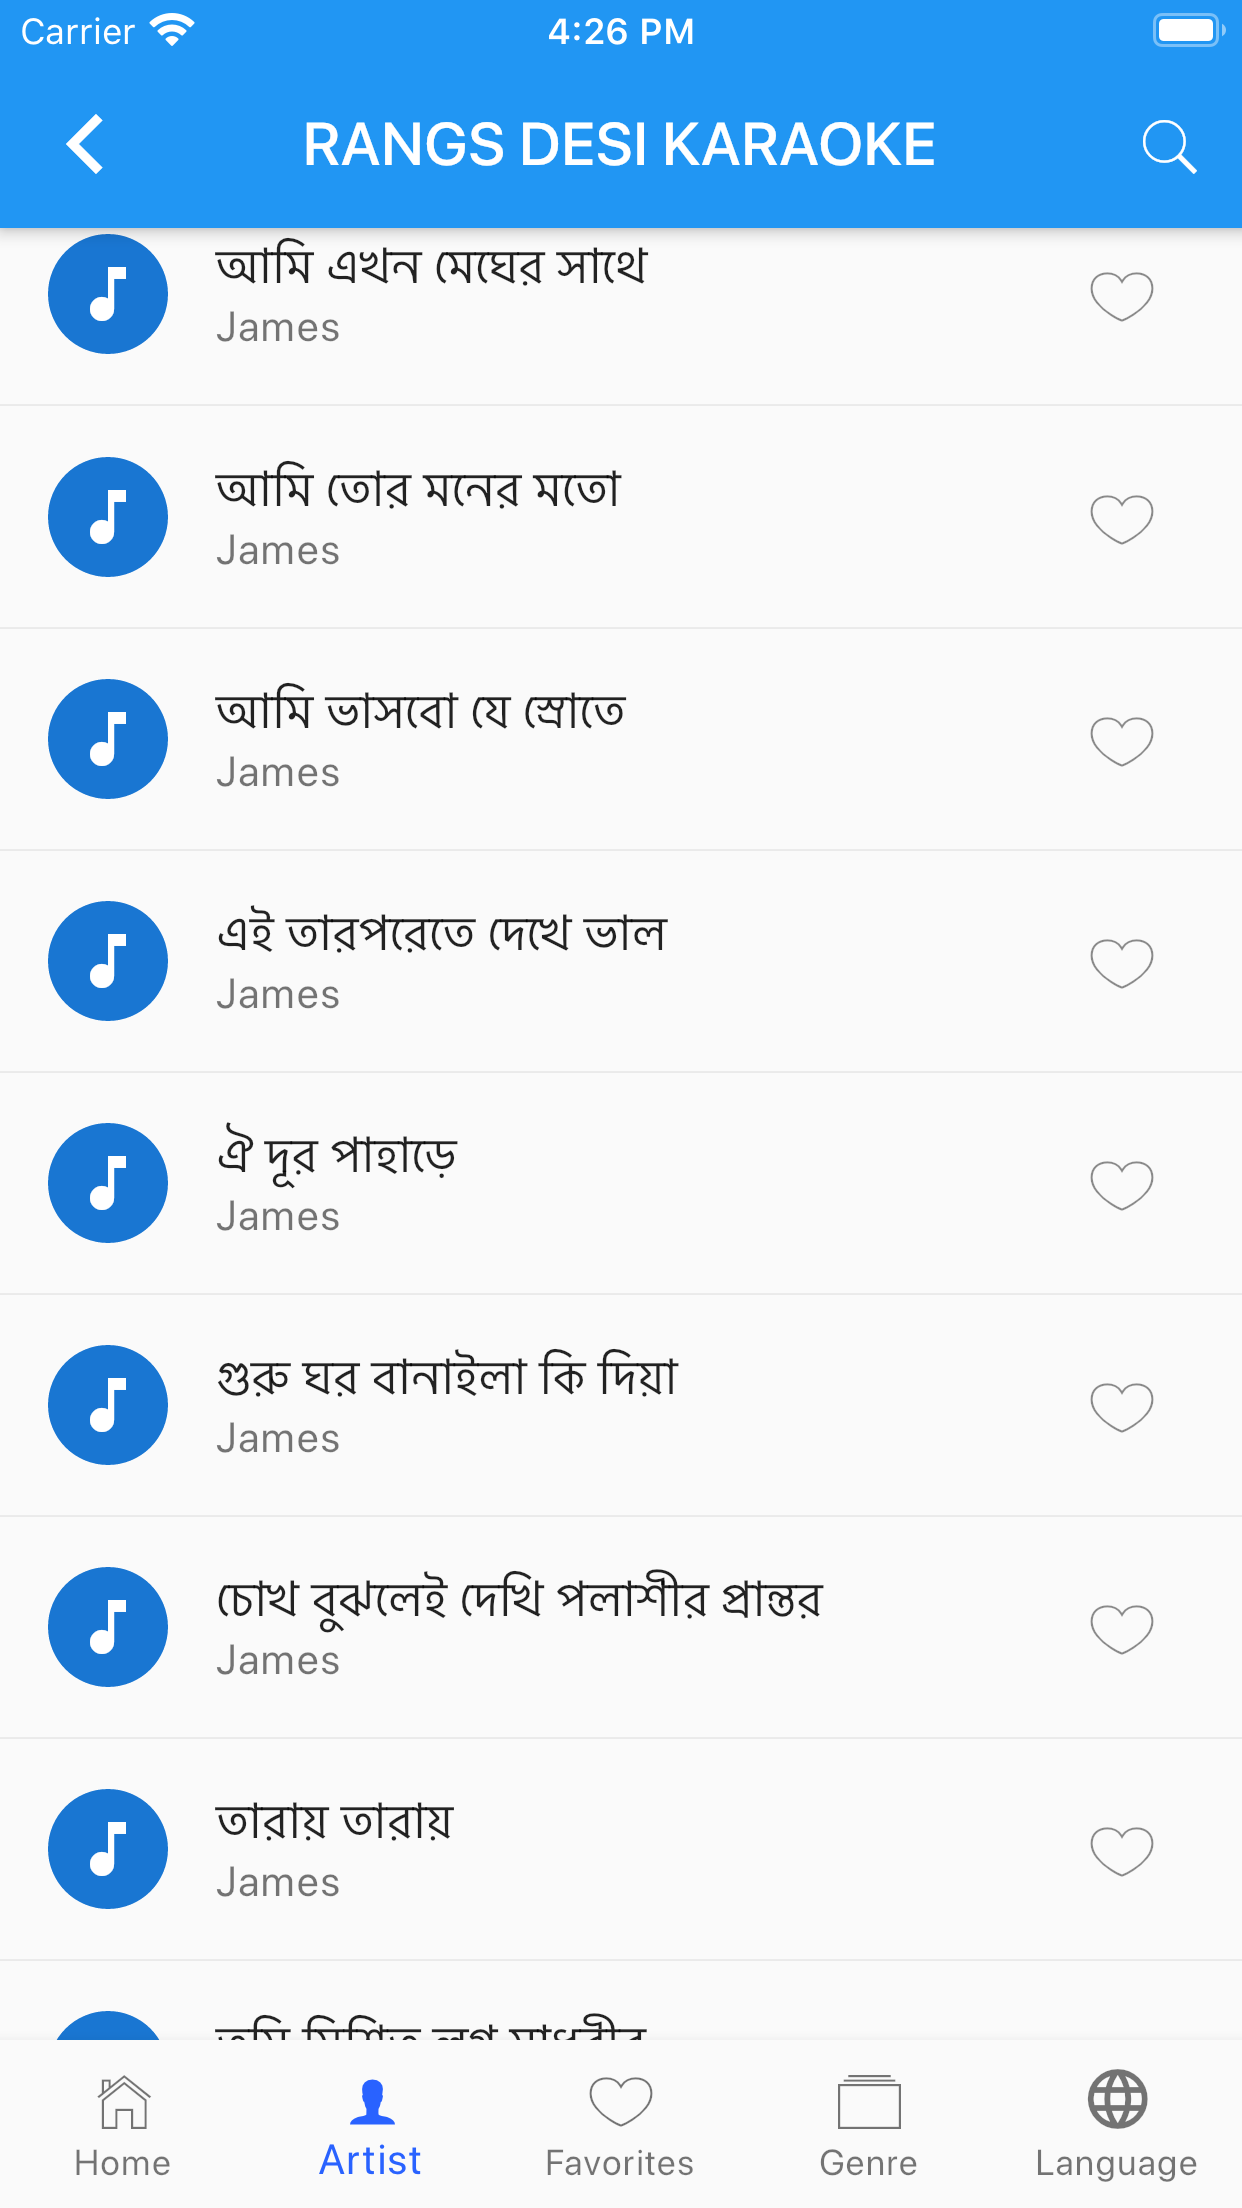 Carrier 4:26 PM
RANGS DESI KARAOKE
আমি এখন মেঘের সাথে
James
আমি তোর মনের মতো
James
আমি ভাসবো যে স্রোতে
James
এই তারপরেতে দেখে ভাল
James
ঐ দূর পাহাড়ে
James
গুরু ঘর বানাইলা কি দিয়া
James
চোখ বুঝলেই দেখি পলাশীর প্রান্তর
James
তারায় তারায়
James
Home Artist Favorites Genre Language